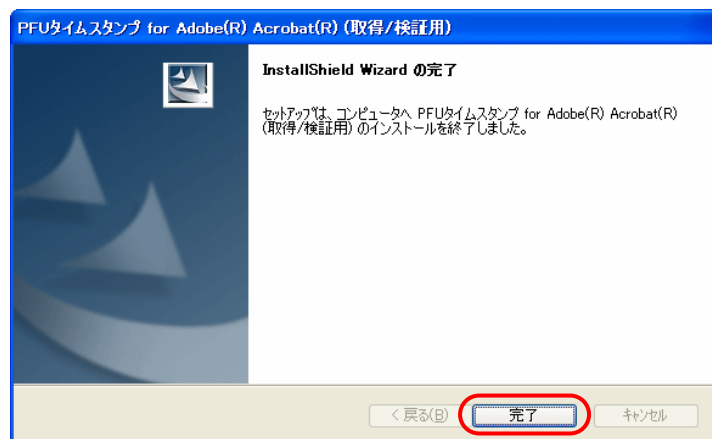 PFUタイムスタンプ for Adobe(R) Acrobat(R) (取得/検証用)
InstallShield Wizard の完了
セットアップは、コンピュータへ PFUタイムスタンプ for Adobe(R) Acrobat(R)
(取得/検証用) のインストールを終了しました。
< 戻る(B)
完了
キャンセル